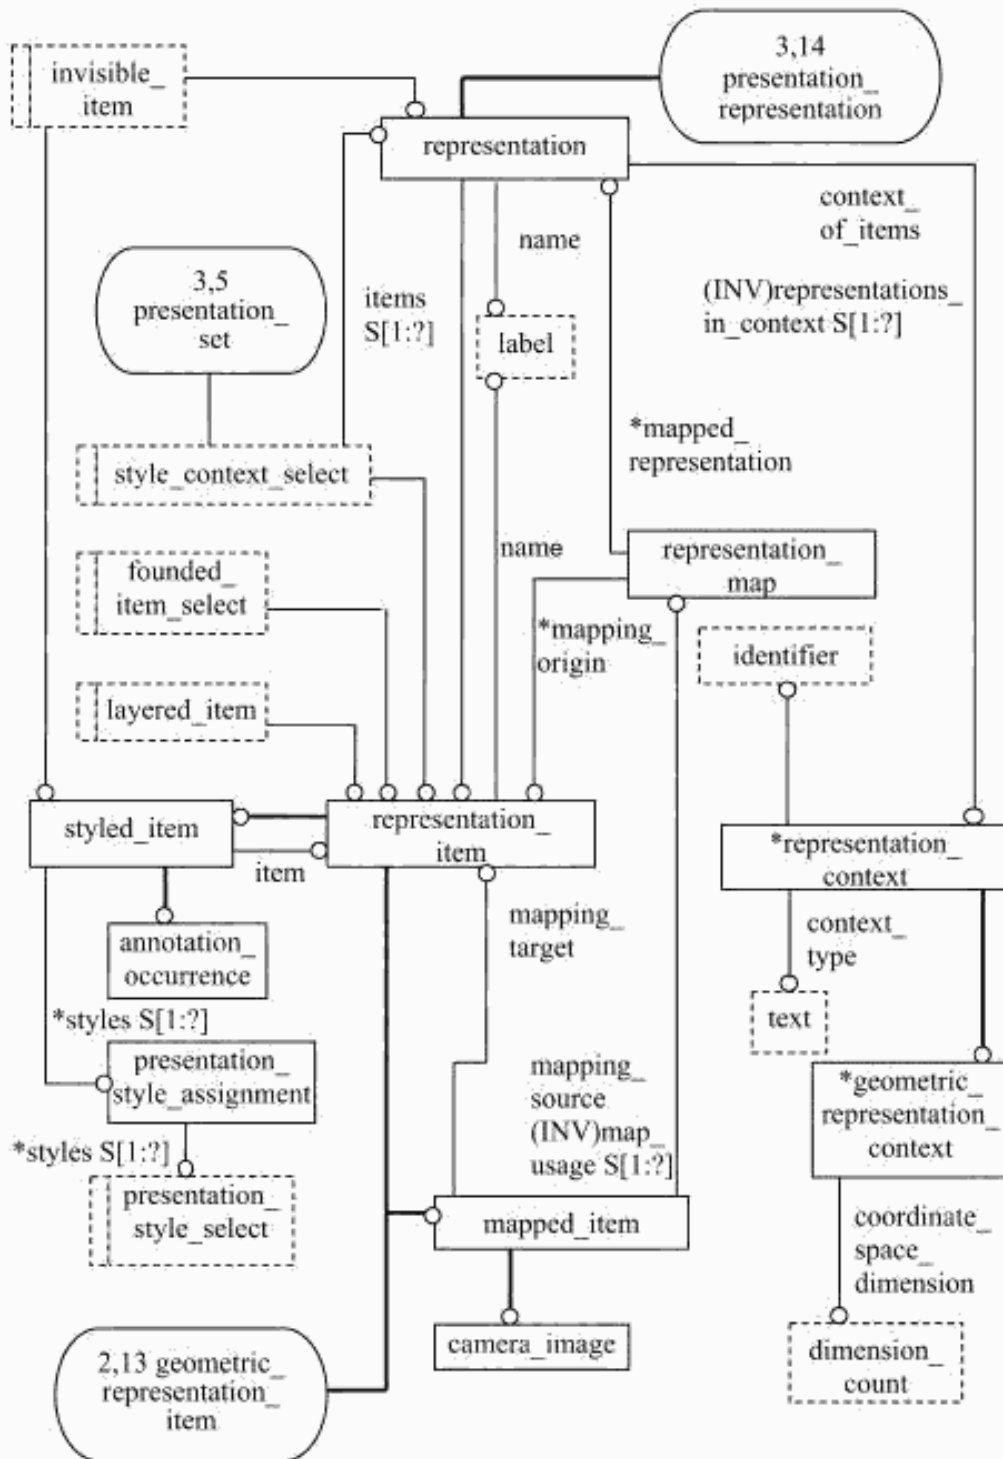 invisible_
item
3,14
presentation_
representation
representation
context_
of_items
name
3,5
presentation_
set
items
S[1:?]
(INV)representations_
in_context S[1:?]
label
*mapped_
representation
style_context_select
name
representation_
map
founded_
item_select
*mapping_
origin
identifier
layered_item
styled_item
representation_
item
item
*representation_
context
mapping_
target
context_
type
annotation_
occurrence
text
*styles S[1:?]
presentation_
style_assignment
mapping_
source
(INV)map_
usage S[1:?]
*geometric_
representation_
context
*styles S[1:?]
presentation_
style_select
mapped_item
coordinate_
space_
dimension
camera_image
2,13 geometric_
representation_
item
dimension_
count